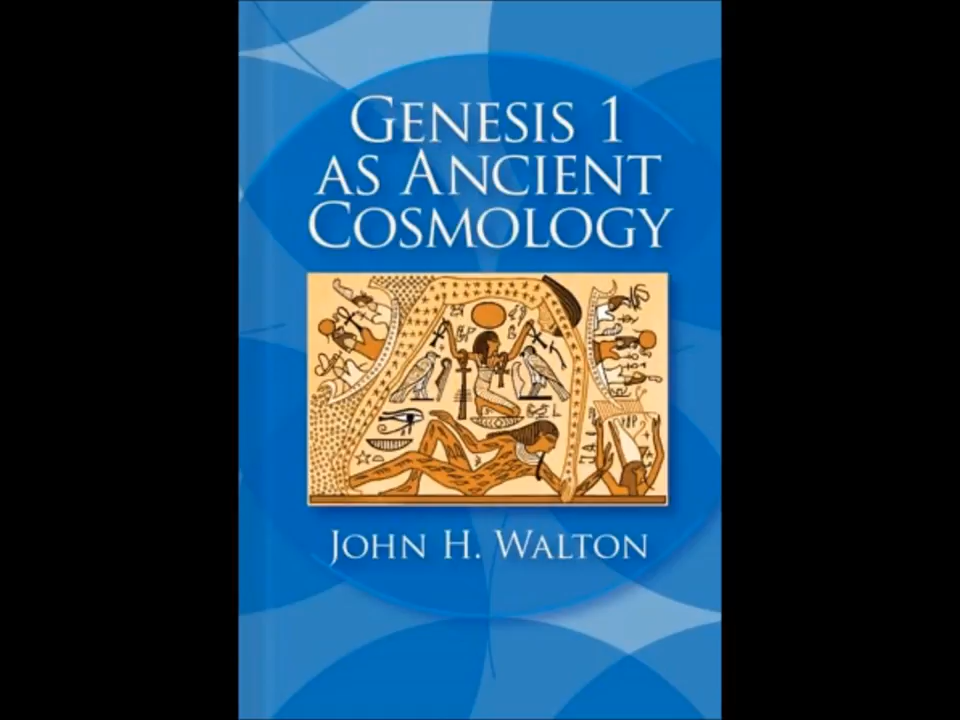 GENESIS 1
AS ANCIENT
COSMOLOGY
JOHN H. WALTON